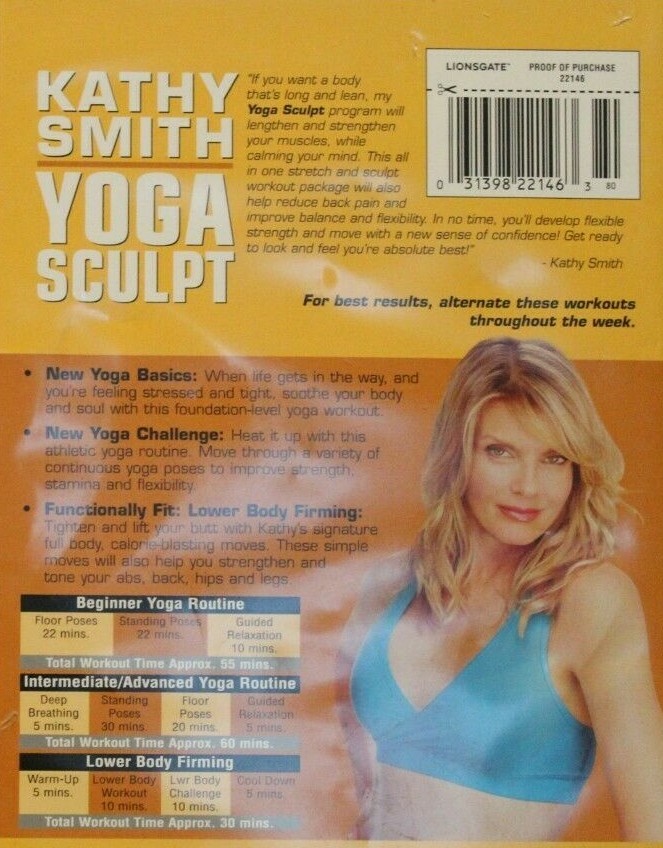 KATHY
SMITH
YOGA
SCULPT
"If you want a body
that's long and lean, my
Yoga Sculpt program will
lengthen and strengthen
your muscles, while
calming your mind. This all
in one stretch and sculpt
workout package will also
help reduce back pain and
improve balance and flexibility. In no time, you'll develop flexible
strength and move with a new sense of confidence! Get ready
to look and feel you're absolute best!"
- Kathy Smith
LIONSGATE™ PROOF OF PURCHASE
22146
0 31398 22146 3 80
For best results, alternate these workouts
throughout the week.
• New Yoga Basics: When life gets in the way, and
you're feeling stressed and tight, soothe your body
and soul with this foundation-level yoga workout.
• New Yoga Challenge: Heat it up with this
athletic yoga routine. Move through a variety of
continuous yoga poses to improve strength,
stamina and flexibility.
• Functionally Fit: Lower Body Firming:
Tighten and lift your butt with Kathy's signature
full body, calorie-blasting moves. These simple
moves will also help you strengthen and
tone your abs, back, hips and legs.
Beginner Yoga Routine
Floor Poses
22 mins.
Standing Poses
22 mins.
Guided
Relaxation
10 mins.
Total Workout Time Approx. 55 mins.
Intermediate/Advanced Yoga Routine
Deep
Breathing
5 mins.
Standing
Poses
30 mins.
Floor
Poses
20 mins.
Guided
Relaxation
5 mins.
Total Workout Time Approx. 60 mins.
Lower Body Firming
Warm-Up
5 mins.
Lower Body
Workout
10 mins.
Lwr Body
Challenge
10 mins.
Cool Down
5 mins.
Total Workout Time Approx. 30 mins.